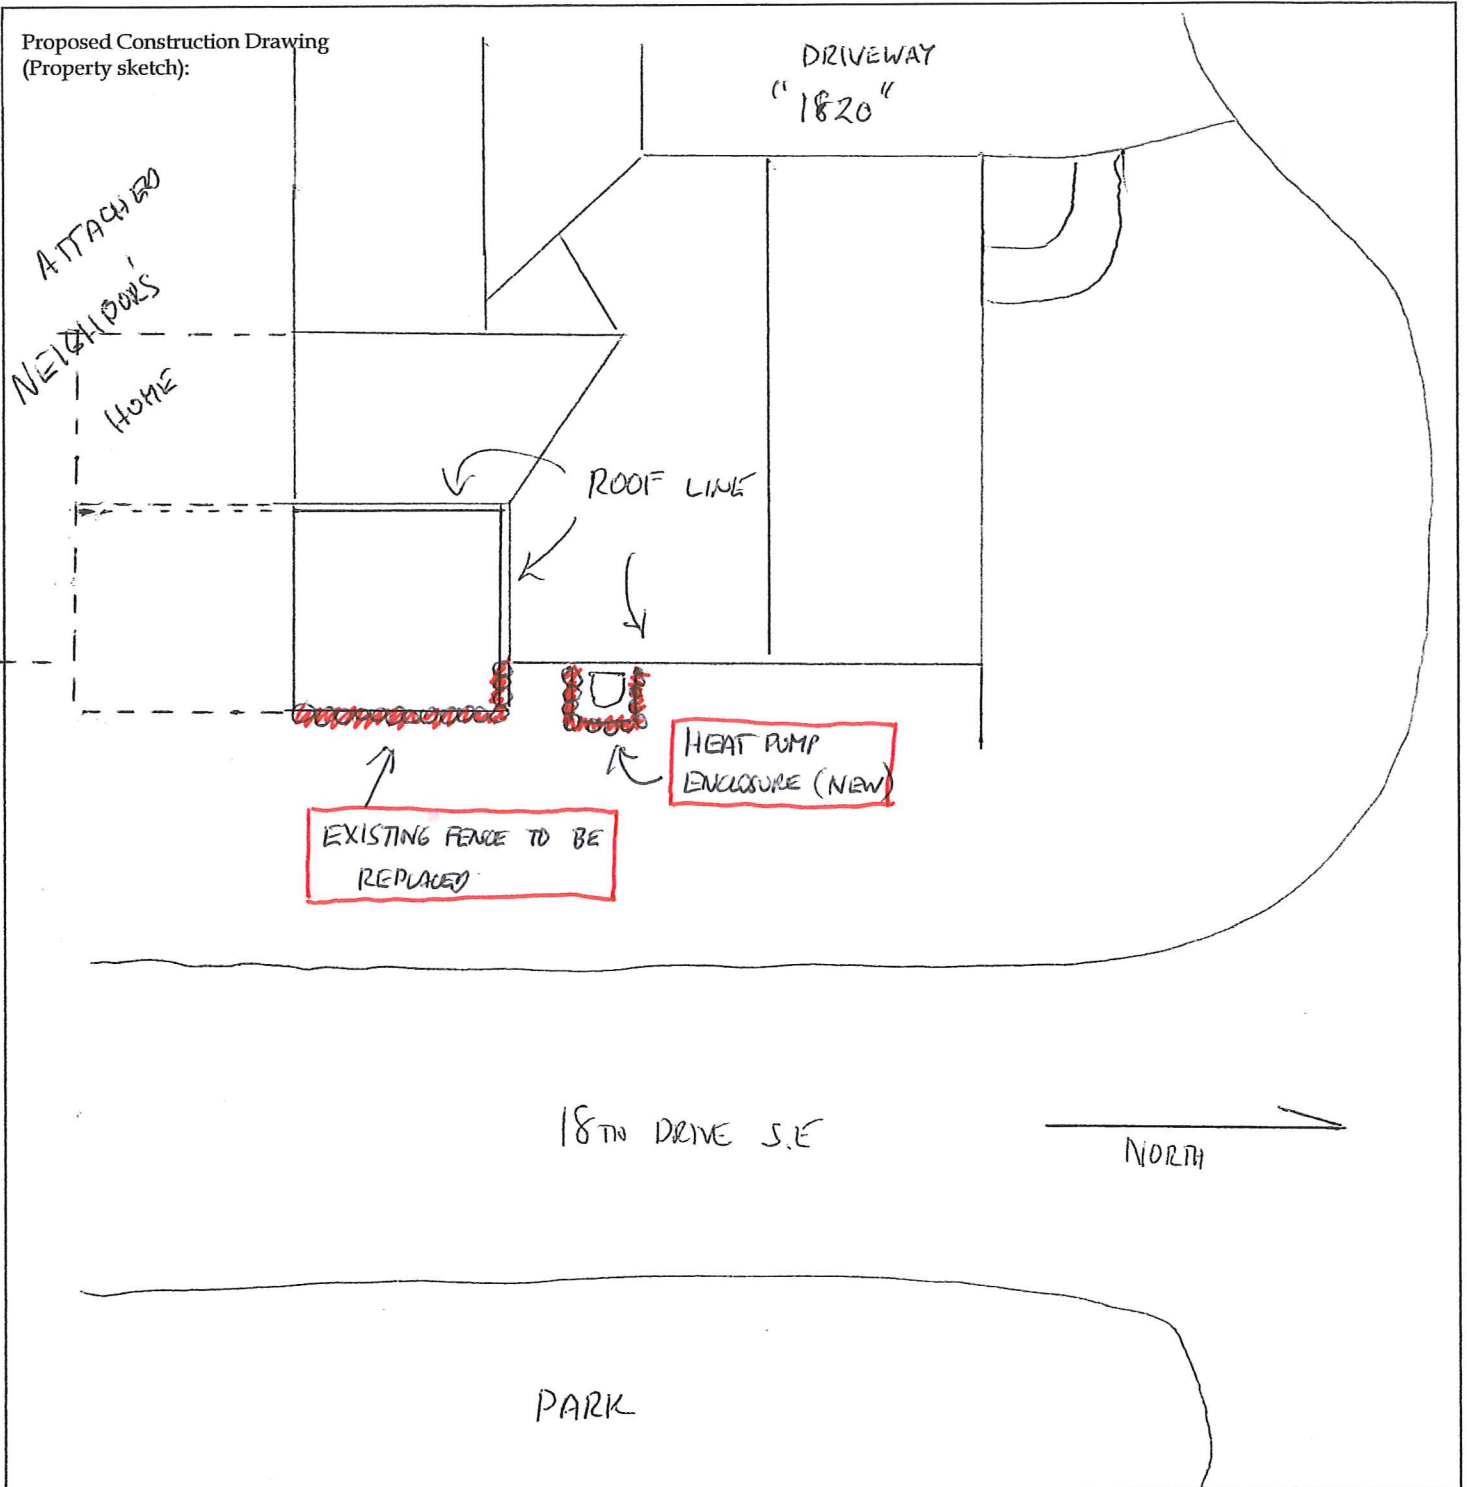 Proposed Construction Drawing
(Property sketch):
DRIVEWAY
"1820"
ATTACHED
NEIGHBOR'S
HOME
ROOF LINE
HEAT PUMP
ENCLOSURE (NEW)
EXISTING FENCE TO BE
REPLACED
18TH DRIVE S.E
NORTH
PARK